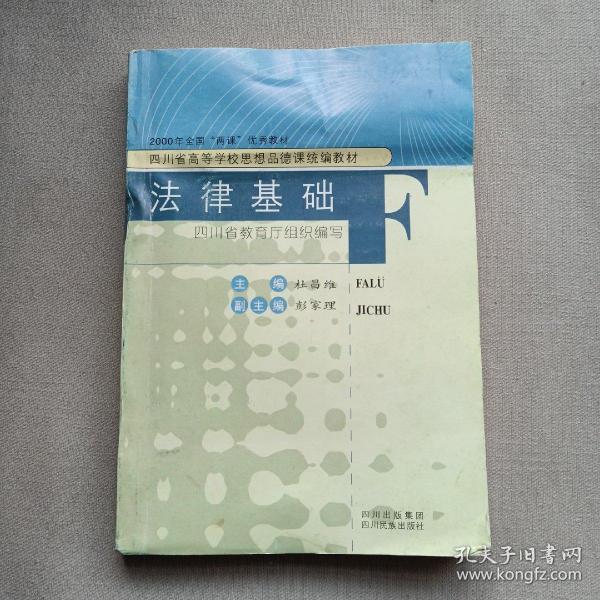 2000年全国“两课”优秀教材
四川省高等学校思想品德课统编教材
法律基础
F
四川省教育厅组织编写
主编 杜昌维
副主编 彭家理
FALÜ
JICHU
四川出版集团
四川民族出版社
孔夫子旧书网
www.kongfz.com